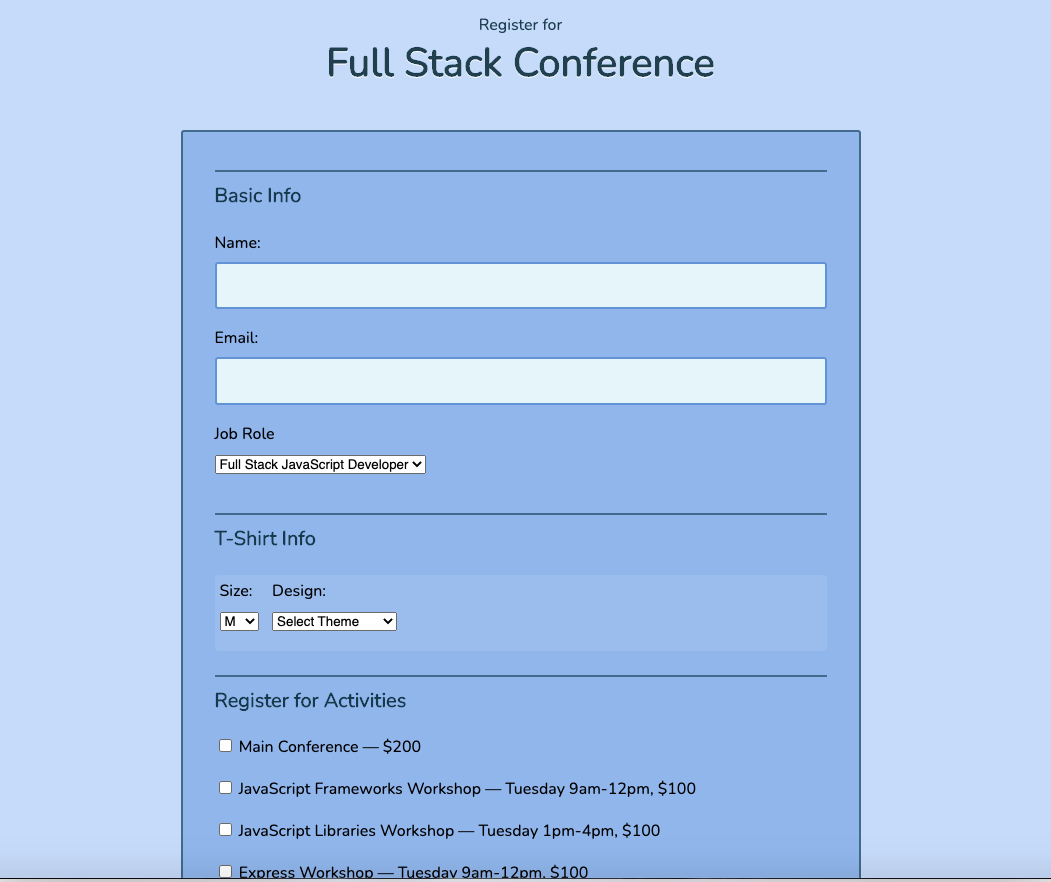 Register for
Full Stack Conference
Basic Info
Name:
Email:
Job Role
Full Stack JavaScript Developer
T-Shirt Info
Size: Design:
M Select Theme
Register for Activities
Main Conference — $200
JavaScript Frameworks Workshop — Tuesday 9am-12pm, $100
JavaScript Libraries Workshop — Tuesday 1pm-4pm, $100
Express Workshop — Tuesday 9am-12pm, $100